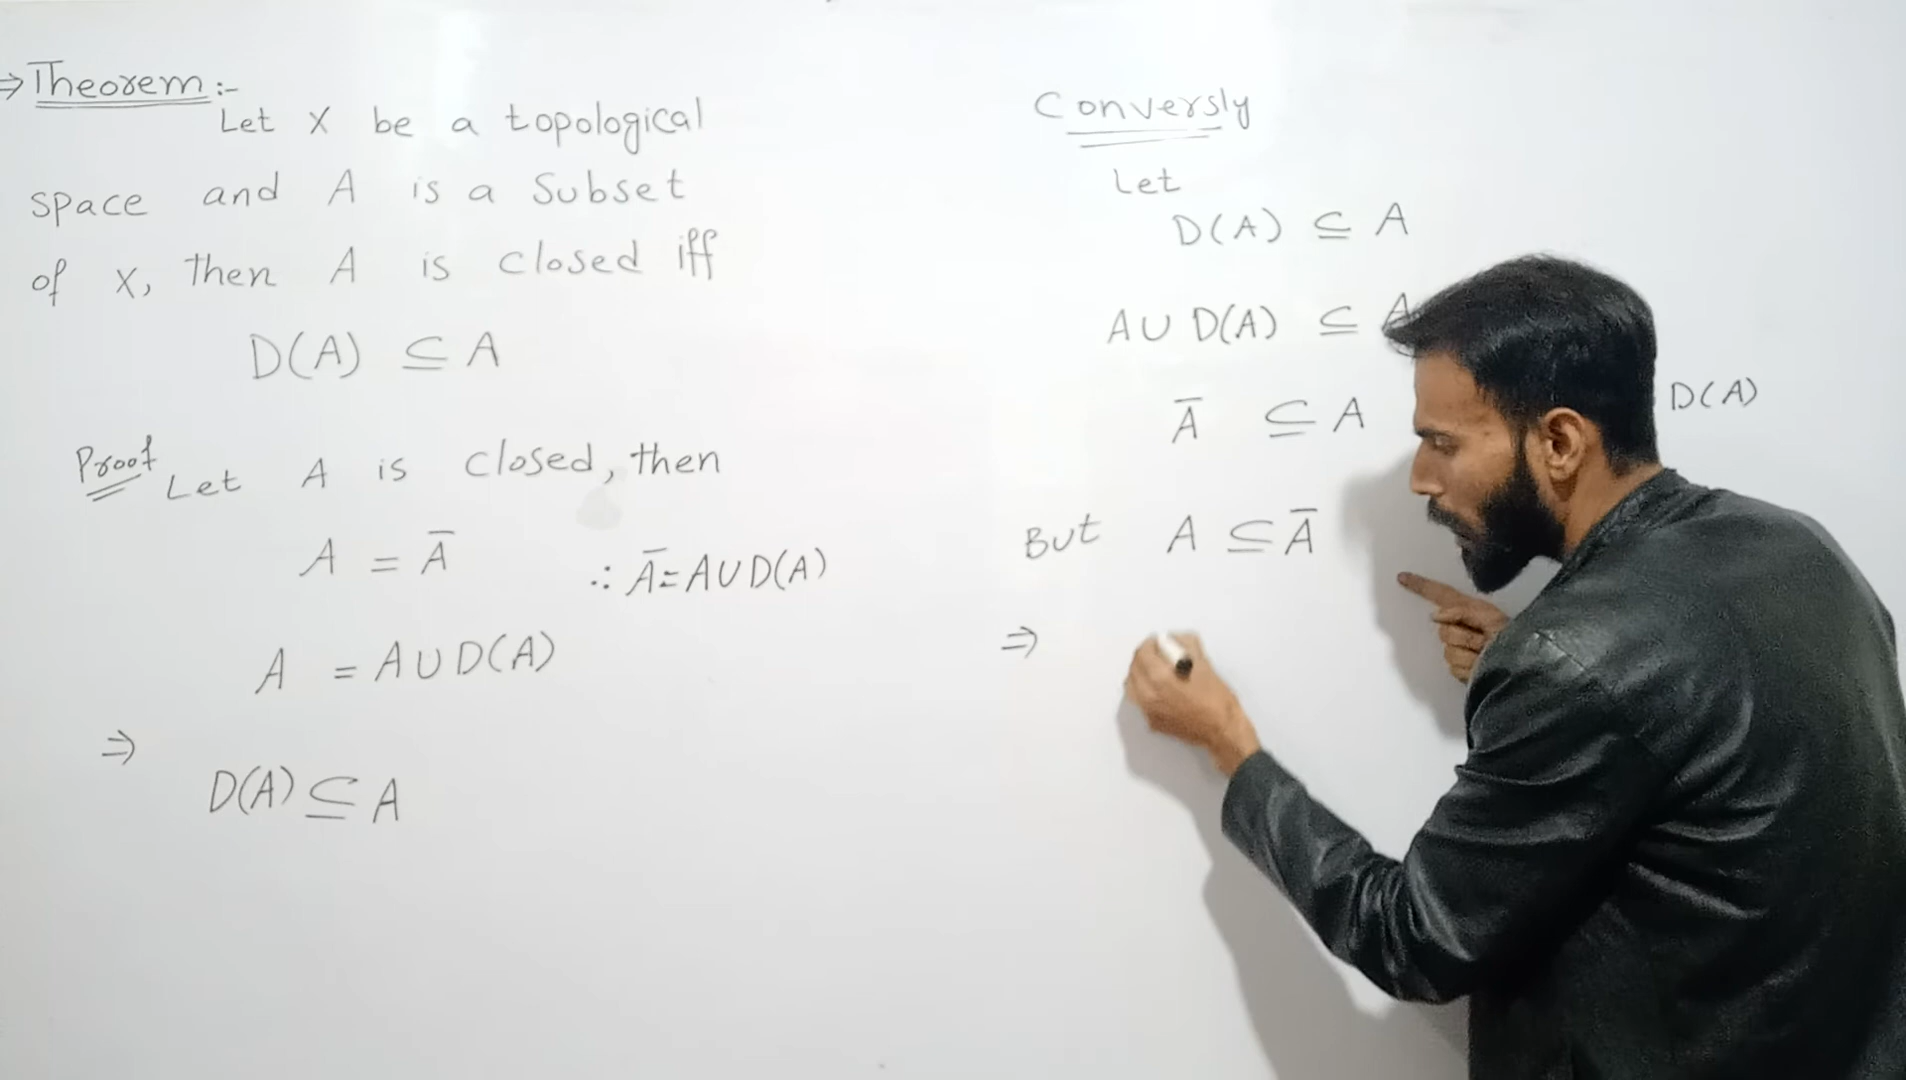 ⇒ Theorem:-
Let X be a topological
space and A is a Subset
of X, then A is closed iff
D(A) ⊆ A
Proof Let A is closed, then
A = A̅
∴ A̅ = A∪D(A)
A = A∪D(A)
⇒
D(A) ⊆ A
Conversly
Let
D(A) ⊆ A
A∪D(A) ⊆ A
A̅ ⊆ A
D(A)
But A ⊆ A̅
⇒